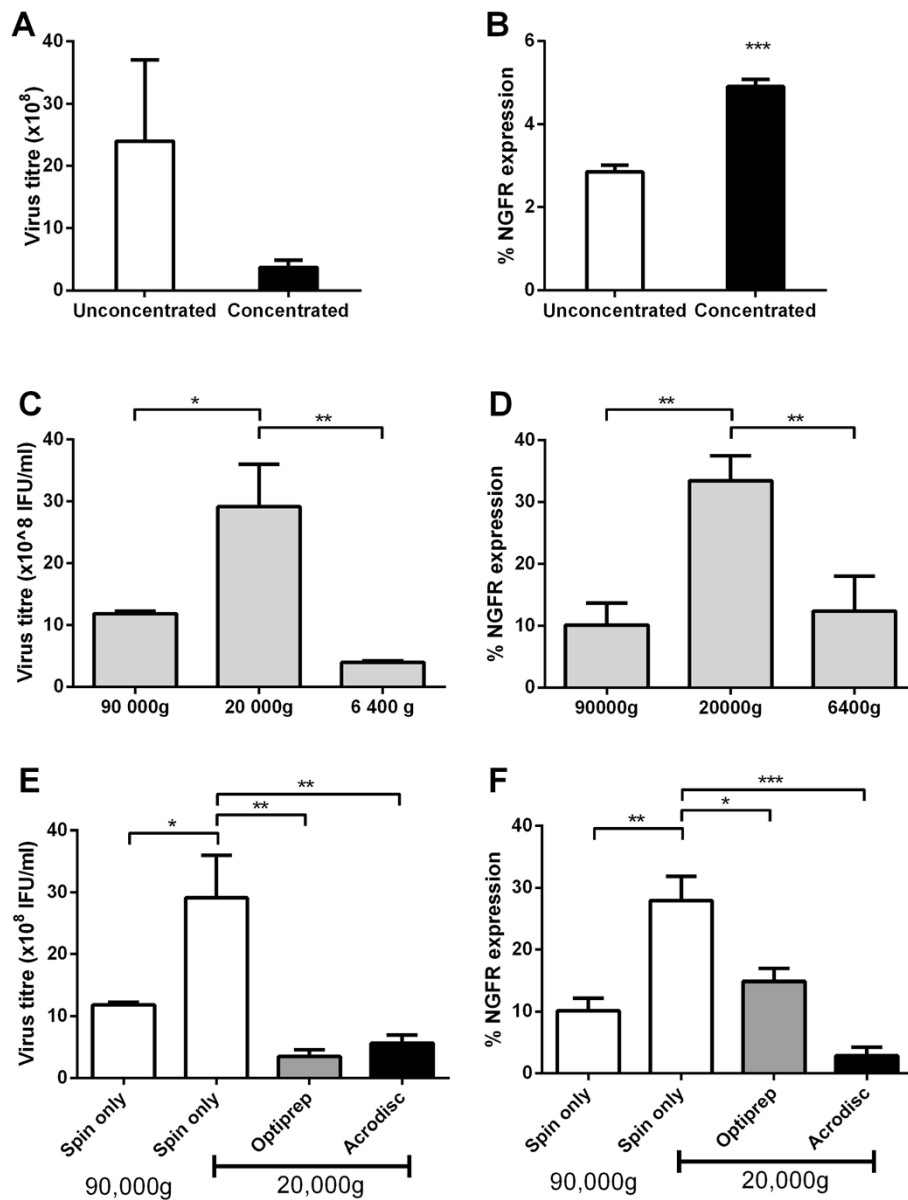 A
Virus titre (x10⁸)
40
30
20
10
0
Unconcentrated Concentrated
B
% NGFR expression
6
4
2
0
***
Unconcentrated Concentrated
C
Virus titre (x10^8 IFU/ml)
40
30
20
10
0
*
**
90 000g 20 000g 6 400 g
D
% NGFR expression
40
30
20
10
0
**
**
90000g 20000g 6400g
E
Virus titre (x10⁸ IFU/ml)
40
30
20
10
0
**
**
*
Spin only Spin only Optiprep Acrodisc
90,000g 20,000g
F
% NGFR expression
40
30
20
10
0
***
*
**
Spin only Spin only Optiprep Acrodisc
90,000g 20,000g